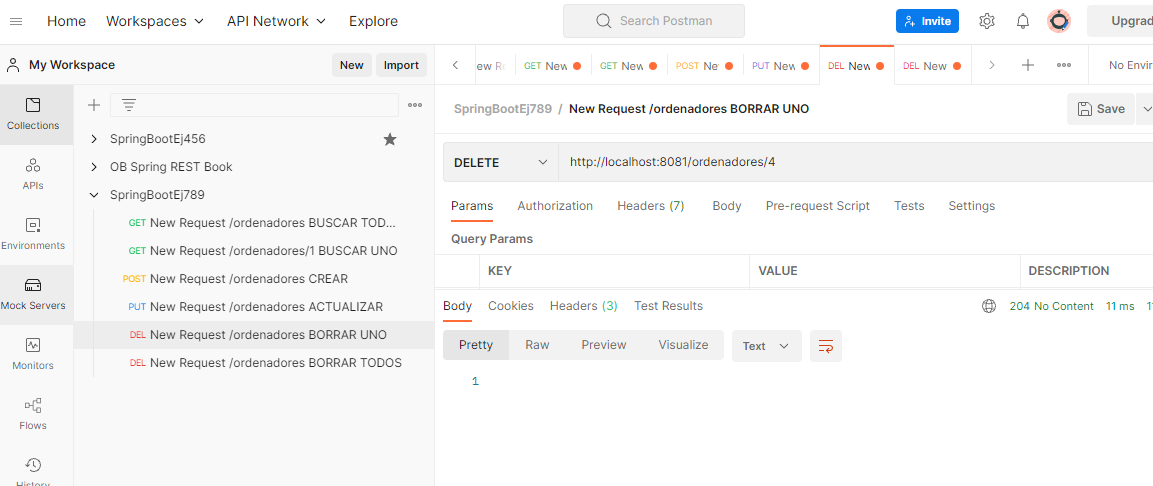 Home Workspaces API Network Explore Search Postman Invite Upgrad
My Workspace New Import
ew Re GET New GET New POST Ne PUT New DEL New DEL New No Enviro
Collections
APIs
Environments
Mock Servers
Monitors
Flows
History
SpringBootEj456
OB Spring REST Book
SpringBootEj789
GET New Request /ordenadores BUSCAR TOD...
GET New Request /ordenadores/1 BUSCAR UNO
POST New Request /ordenadores CREAR
PUT New Request /ordenadores ACTUALIZAR
DEL New Request /ordenadores BORRAR UNO
DEL New Request /ordenadores BORRAR TODOS
SpringBootEj789 / New Request /ordenadores BORRAR UNO Save
DELETE http://localhost:8081/ordenadores/4
Params Authorization Headers (7) Body Pre-request Script Tests Settings
Query Params
KEY VALUE DESCRIPTION
Body Cookies Headers (3) Test Results 204 No Content 11 ms 1
Pretty Raw Preview Visualize Text
1